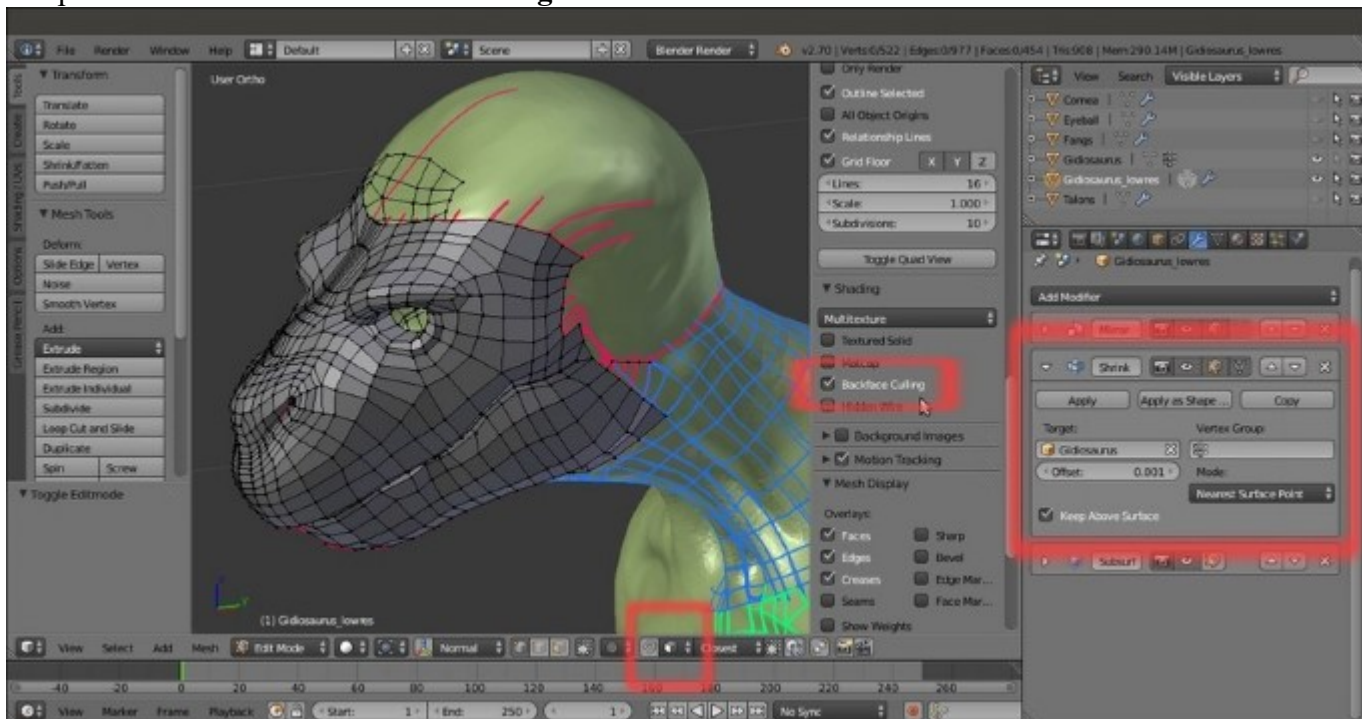 File Render Window Help Default Scene Blender Render v2.70 | Verts:0/522 | Edges:0/977 | Faces:0/454 | Tris:908 | Mem:290.14M | Gidiosaurus_lowres
Tools
Create
Shading / UVs
Options
Grease Pencil
Transform
Translate
Rotate
Scale
Shrink/Fatten
Push/Pull
Mesh Tools
Deform:
Slide Edge Vertex
Noise
Smooth Vertex
Add:
Extrude
Extrude Region
Extrude Individual
Subdivide
Loop Cut and Slide
Duplicate
Spin Screw
Toggle Editmode
User Ortho
(1) Gidiosaurus_lowres
Only Render
Outline Selected
All Object Origins
Relationship Lines
Grid Floor X Y Z
Lines: 16
Scale: 1.000
Subdivisions: 10
Toggle Quad View
Shading
Multitexture
Textured Solid
Matcap
Backface Culling
Hidden Wire
Background Images
Motion Tracking
Mesh Display
Overlays:
Faces Sharp
Edges Bevel
Creases Edge Mar...
Seams Face Mar...
Show Weights
View Search Visible Layers
Cornea
Eyeball
Fangs
Gidiosaurus
Gidiosaurus_lowres
Talons
Gidiosaurus_lowres
Add Modifier
Mirror
Shrink
Apply Apply as Shape ... Copy
Target: Vertex Group:
Gidiosaurus
Offset: 0.001 Mode:
Nearest Surface Point
Keep Above Surface
Subsurf
View Select Add Mesh Edit Mode Normal Closest
-40 -20 0 20 40 60 80 100 120 140 160 180 200 220 240 260
View Marker Frame Playback Start: 1 End: 250 1 No Sync